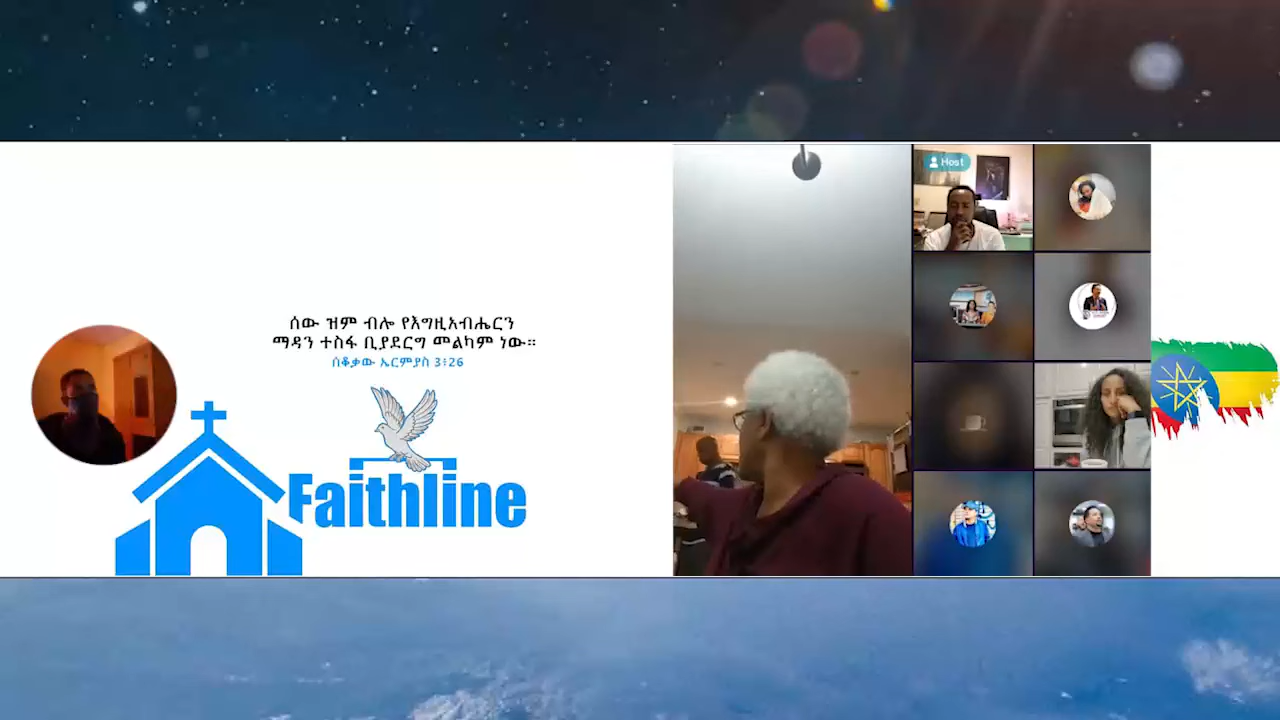 ሰው ዝም ብሎ የእግዚአብሔርን
ማዳን ተስፋ ቢያደርግ መልካም ነው።
ሰቆቃው ኤርምያስ 3፥26
Faithline
Host